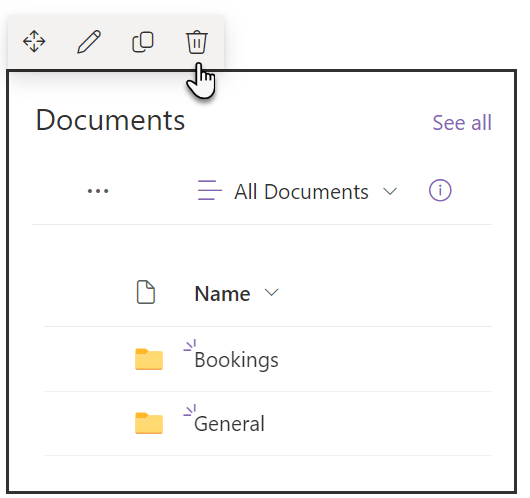 Documents
See all
All Documents
Name
Bookings
General